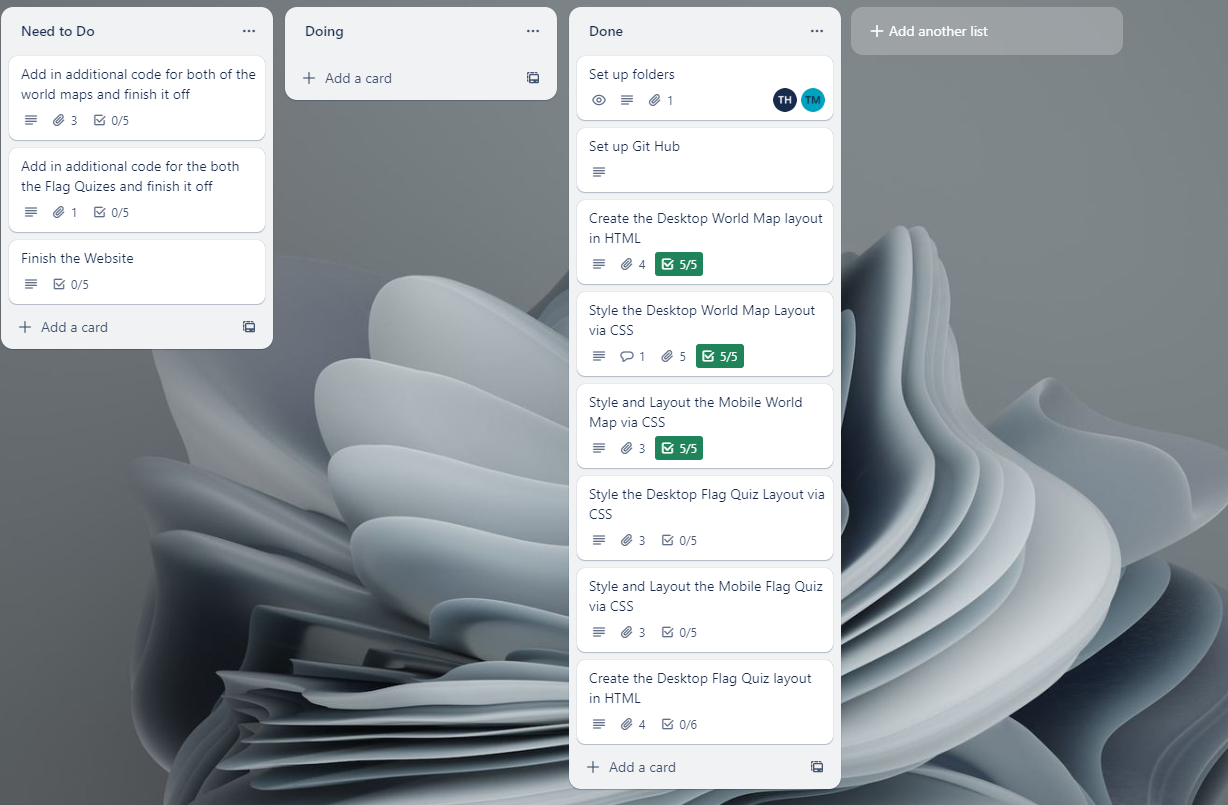 Need to Do
Add in additional code for both of the
world maps and finish it off
3 0/5
Add in additional code for the both
the Flag Quizes and finish it off
1 0/5
Finish the Website
0/5
Add a card
Doing
Add a card
Done
Set up folders
1 TH TM
Set up Git Hub
Create the Desktop World Map layout
in HTML
4 5/5
Style the Desktop World Map Layout
via CSS
1 5 5/5
Style and Layout the Mobile World
Map via CSS
3 5/5
Style the Desktop Flag Quiz Layout via
CSS
3 0/5
Style and Layout the Mobile Flag Quiz
via CSS
3 0/5
Create the Desktop Flag Quiz layout
in HTML
4 0/6
Add a card
Add another list